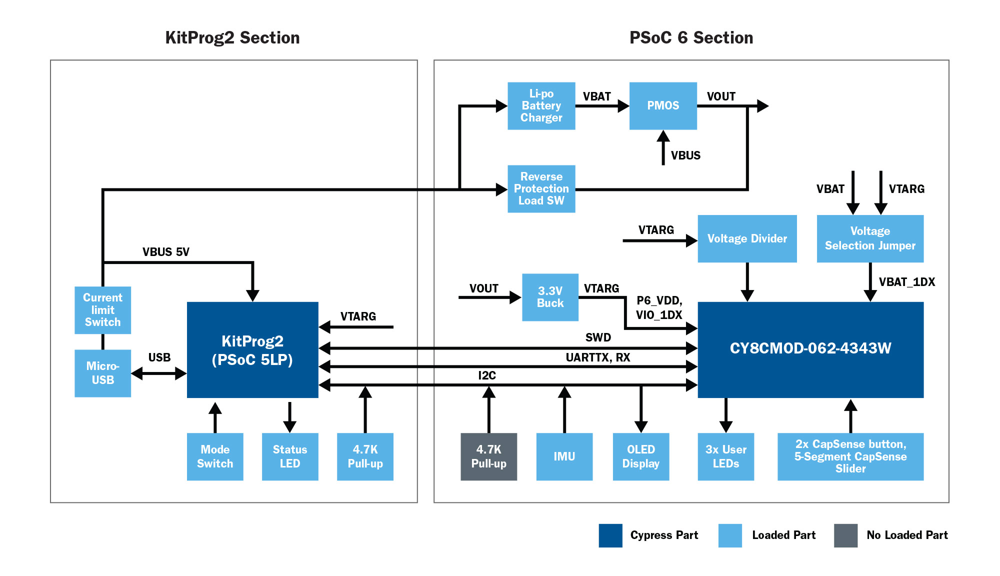 KitProg2 Section
PSoC 6 Section
Li-po
Battery
Charger
VBAT
PMOS
VOUT
VBUS
Reverse
Protection
Load SW
VBAT
VTARG
VTARG
Voltage Divider
Voltage
Selection Jumper
VBUS 5V
VBAT_1DX
VOUT
3.3V
Buck
VTARG
P6_VDD,
VIO_1DX
Current
limit
Switch
VTARG
KitProg2
(PSoC 5LP)
SWD
CY8CMOD-062-4343W
Micro-
USB
USB
UARTTX, RX
I2C
Mode
Switch
Status
LED
4.7K
Pull-up
4.7K
Pull-up
IMU
OLED
Display
3x User
LEDs
2x CapSense button,
5-Segment CapSense
Slider
Cypress Part
Loaded Part
No Loaded Part